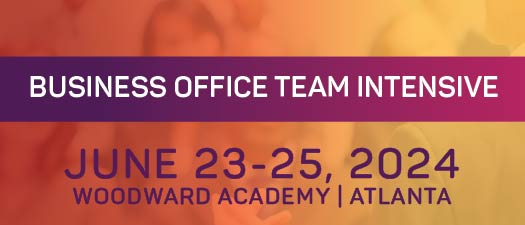 BUSINESS OFFICE TEAM INTENSIVE
JUNE 23-25, 2024
WOODWARD ACADEMY | ATLANTA